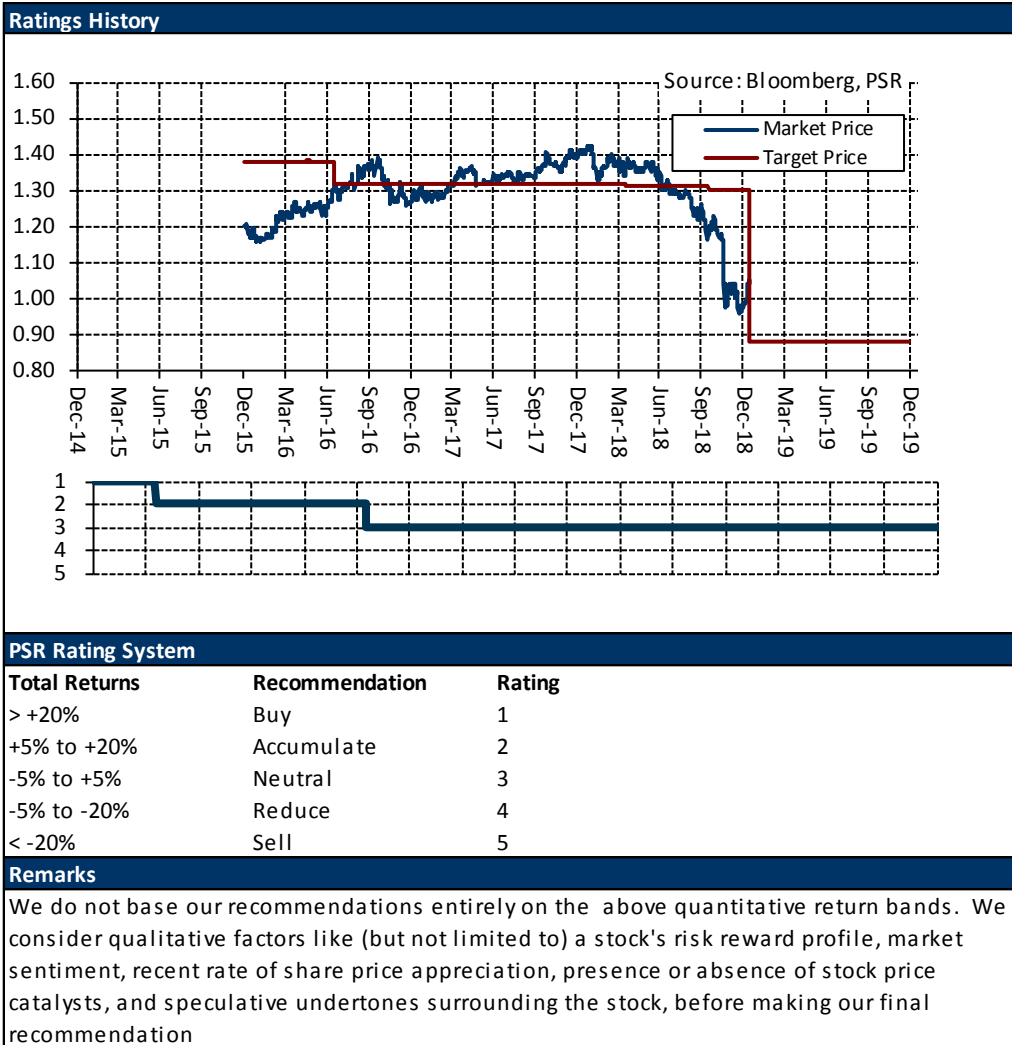 Ratings History
Source: Bloomberg, PSR
Market Price
Target Price
1.60
1.50
1.40
1.30
1.20
1.10
1.00
0.90
0.80
Dec-14
Mar-15
Jun-15
Sep-15
Dec-15
Mar-16
Jun-16
Sep-16
Dec-16
Mar-17
Jun-17
Sep-17
Dec-17
Mar-18
Jun-18
Sep-18
Dec-18
Mar-19
Jun-19
Sep-19
Dec-19
1
2
3
4
5
PSR Rating System
Total Returns Recommendation Rating
> +20% Buy 1
+5% to +20% Accumulate 2
-5% to +5% Neutral 3
-5% to -20% Reduce 4
< -20% Sell 5
Remarks
We do not base our recommendations entirely on the above quantitative return bands. We
consider qualitative factors like (but not limited to) a stock's risk reward profile, market
sentiment, recent rate of share price appreciation, presence or absence of stock price
catalysts, and speculative undertones surrounding the stock, before making our final
recommendation